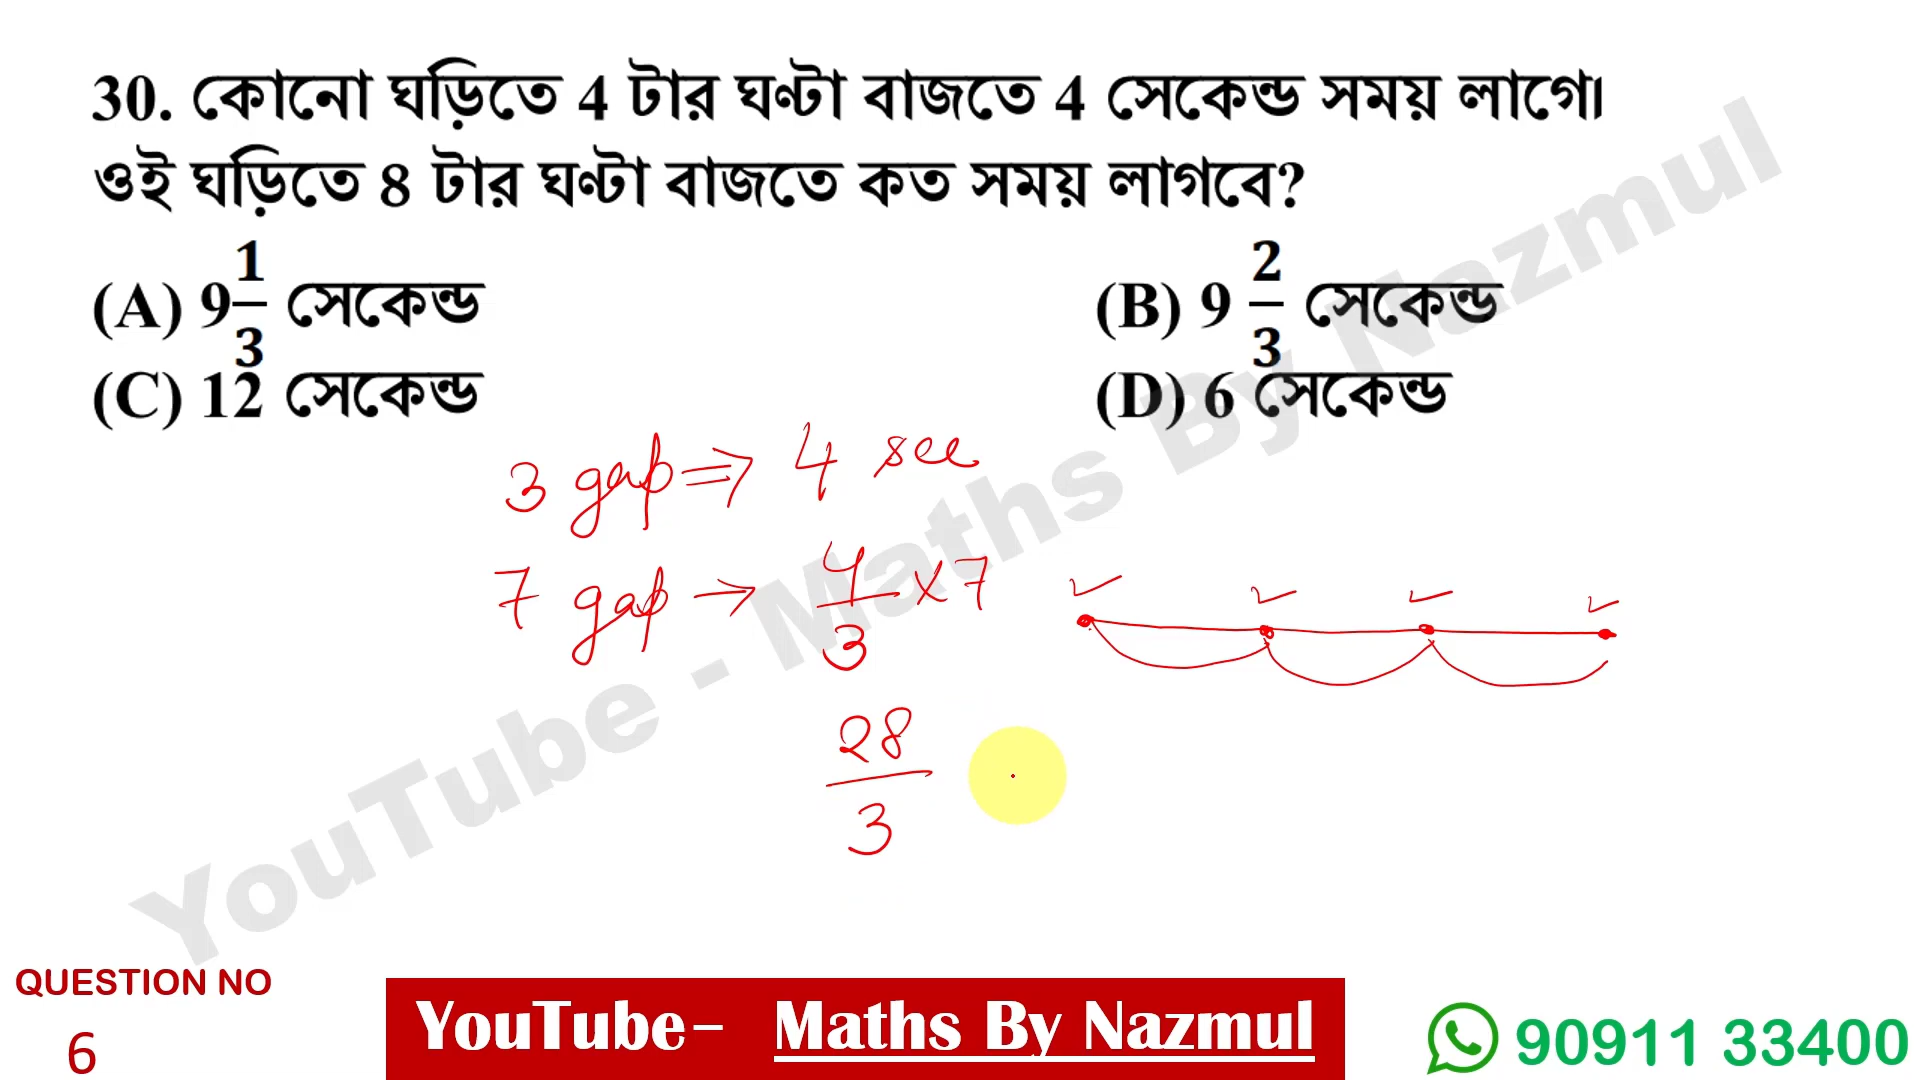 30. কোনো ঘড়িতে 4 টার ঘণ্টা বাজতে 4 সেকেন্ড সময় লাগে।
ওই ঘড়িতে 8 টার ঘণ্টা বাজতে কত সময় লাগবে?
(A) 9 1/3 সেকেন্ড (B) 9 2/3 সেকেন্ড
(C) 12 সেকেন্ড (D) 6 সেকেন্ড
3 gap ⇒ 4 sec
7 gap → 4/3 × 7
28/3
YouTube - Maths By Nazmul
QUESTION NO
6
YouTube- Maths By Nazmul
90911 33400